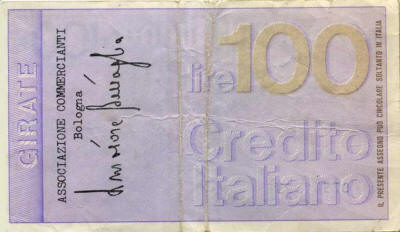 GIRATE
ASSOCIAZIONE COMMERCIANTI
Bologna
lire 100
Credito
Italiano
IL PRESENTE ASSEGNO PUÒ CIRCOLARE SOLTANTO IN ITALIA